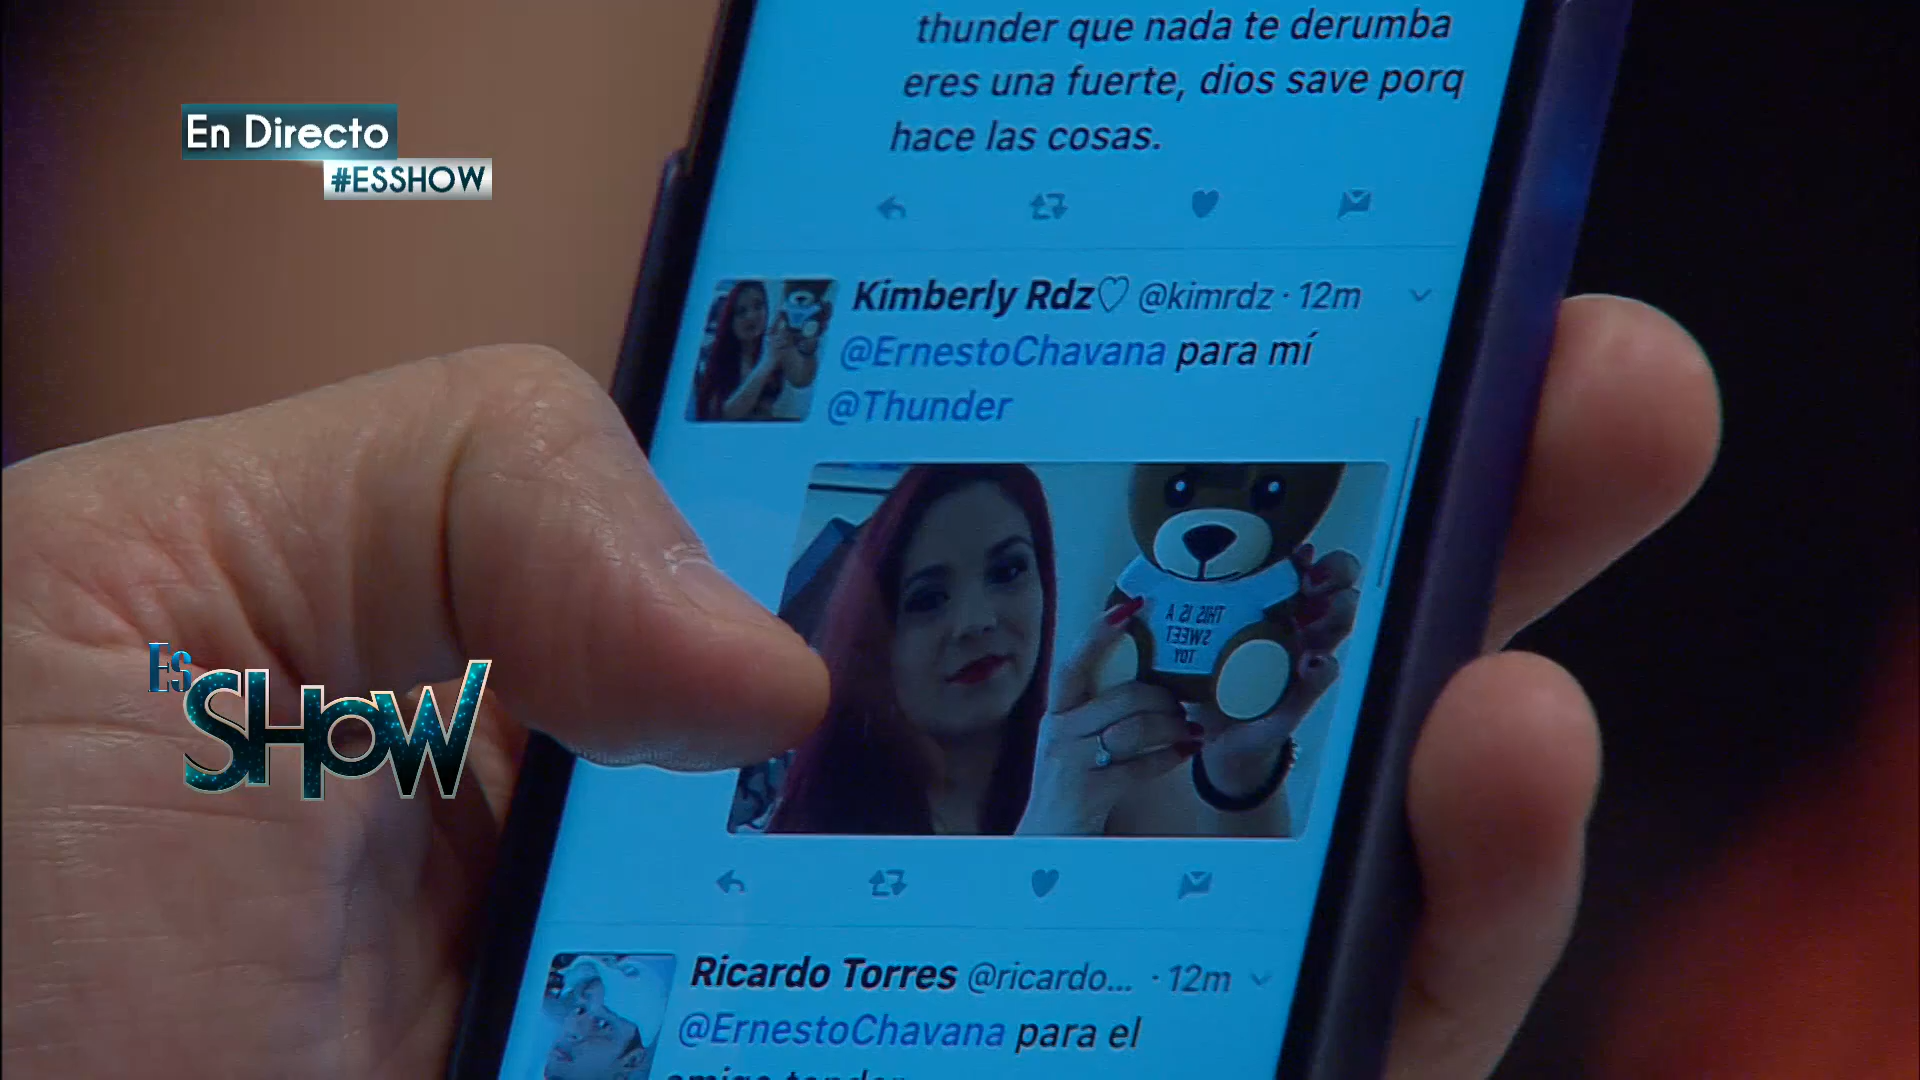 En Directo
#ESSHOW
thunder que nada te derumba
eres una fuerte, dios save porq
hace las cosas.
Kimberly Rdz♡ @kimrdz · 12m
@ErnestoChavana para mí
@Thunder
THIS IS A
SWEET
TOY
Es
SHOW
Ricardo Torres @ricardo... · 12m
@ErnestoChavana para el